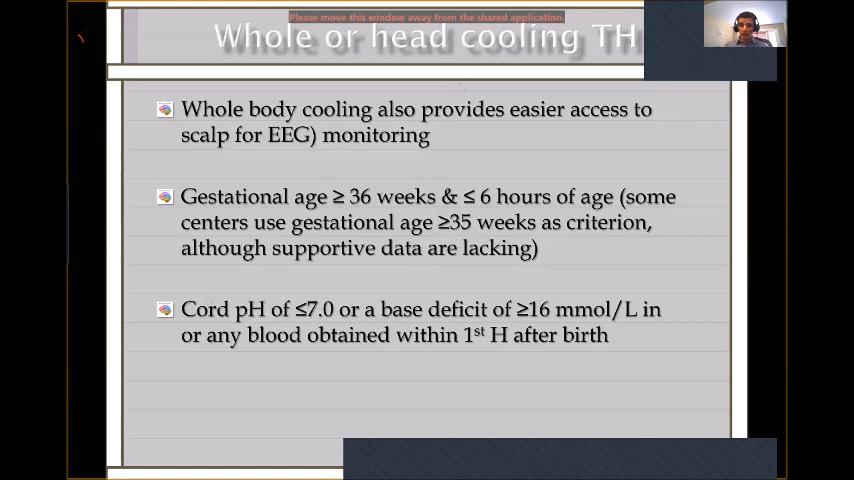 Please move this window away from the shared application.
Whole or head cooling TH
Whole body cooling also provides easier access to
scalp for EEG) monitoring
Gestational age ≥ 36 weeks & ≤ 6 hours of age (some
centers use gestational age ≥35 weeks as criterion,
although supportive data are lacking)
Cord pH of ≤7.0 or a base deficit of ≥16 mmol/L in
or any blood obtained within 1st H after birth